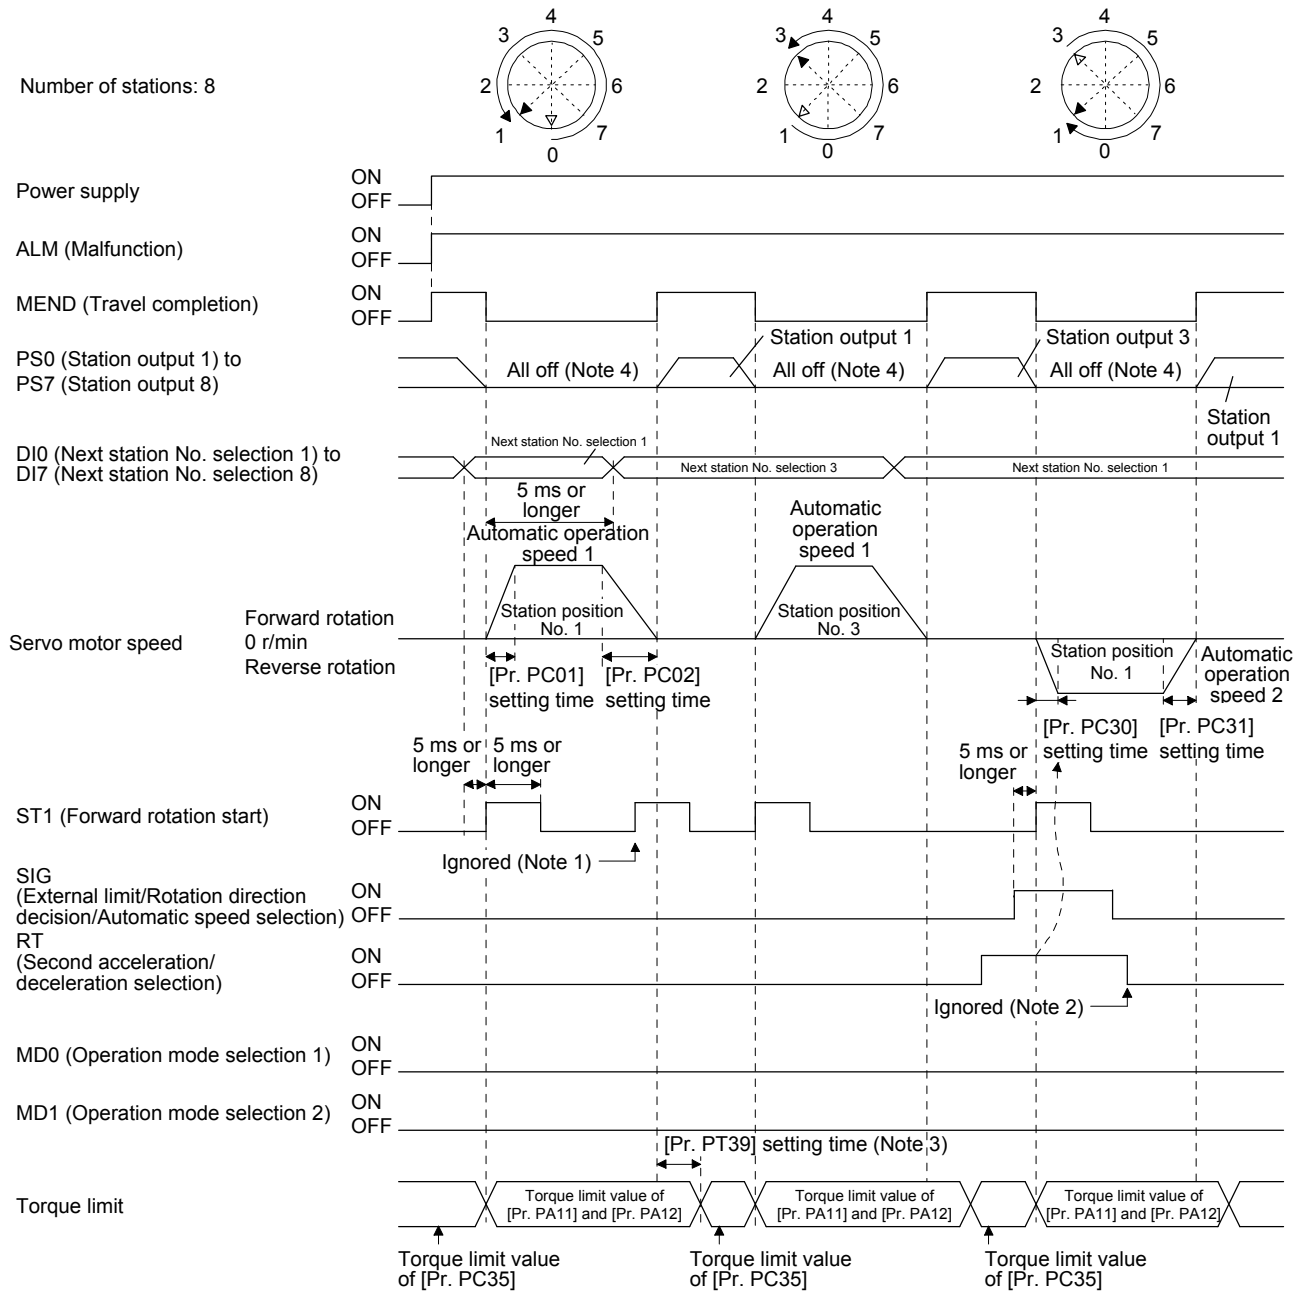 Number of stations: 8
4
3
5
2
6
1
7
0
4
3
5
2
6
1
7
0
4
3
5
2
6
1
7
0
Power supply
ON
OFF
ALM (Malfunction)
ON
OFF
MEND (Travel completion)
ON
OFF
PS0 (Station output 1) to
PS7 (Station output 8)
All off (Note 4)
Station output 1
All off (Note 4)
Station output 3
All off (Note 4)
Station
output 1
DI0 (Next station No. selection 1) to
DI7 (Next station No. selection 8)
Next station No. selection 1
Next station No. selection 3
Next station No. selection 1
5 ms or
longer
Automatic operation
speed 1
Automatic
operation
speed 1
Servo motor speed
Forward rotation
0 r/min
Reverse rotation
Station position
No. 1
Station position
No. 3
Station position
No. 1
Automatic
operation
speed 2
[Pr. PC01]
setting time
[Pr. PC02]
setting time
[Pr. PC30]
setting time
[Pr. PC31]
setting time
5 ms or
longer
5 ms or
longer
5 ms or
longer
ST1 (Forward rotation start)
ON
OFF
Ignored (Note 1)
SIG
(External limit/Rotation direction
decision/Automatic speed selection)
ON
OFF
RT
(Second acceleration/
deceleration selection)
ON
OFF
Ignored (Note 2)
MD0 (Operation mode selection 1)
ON
OFF
MD1 (Operation mode selection 2)
ON
OFF
[Pr. PT39] setting time (Note 3)
Torque limit
Torque limit value of
[Pr. PA11] and [Pr. PA12]
Torque limit value of
[Pr. PA11] and [Pr. PA12]
Torque limit value of
[Pr. PA11] and [Pr. PA12]
Torque limit value
of [Pr. PC35]
Torque limit value
of [Pr. PC35]
Torque limit value
of [Pr. PC35]